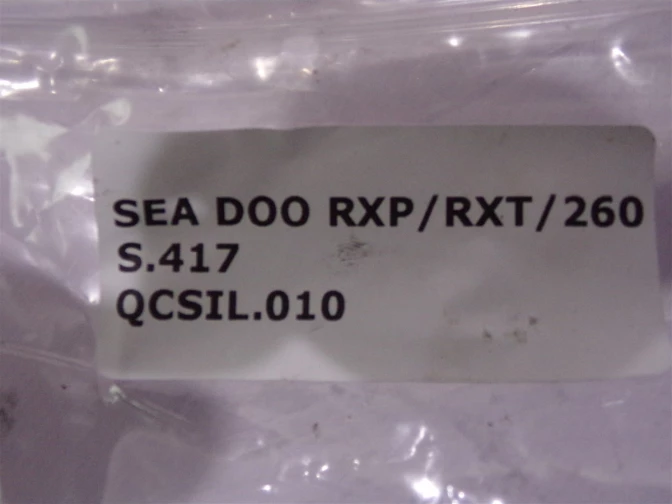 SEA DOO RXP/RXT/260
S.417
QCSIL.010